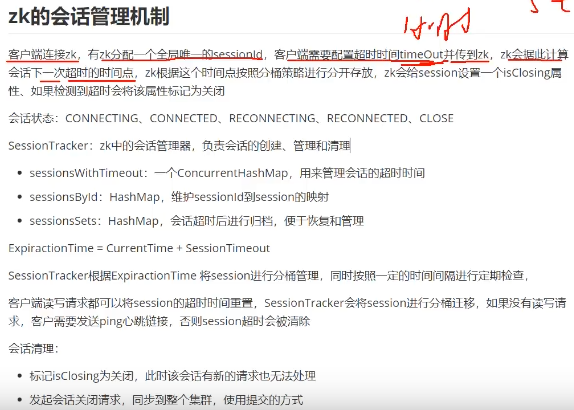 zk的会话管理机制
客户端连接zk，有zk分配一个全局唯一的sessionId，客户端需要配置超时时间timeOut并传到zk，zk会据此计算
会话下一次超时的时间点，zk根据这个时间点按照分桶策略进行分开存放，zk会给session设置一个isClosing属
性、如果检测到超时会将该属性标记为关闭
会话状态：CONNECTING、CONNECTED、RECONNECTING、RECONNECTED、CLOSE
SessionTracker：zk中的会话管理器，负责会话的创建、管理和清理
sessionsWithTimeout：一个ConcurrentHashMap，用来管理会话的超时时间
sessionsById：HashMap，维护sessionId到session的映射
sessionsSets：HashMap，会话超时后进行归档，便于恢复和管理
ExpiractionTime = CurrentTime + SessionTimeout
SessionTracker根据ExpiractionTime 将session进行分桶管理，同时按照一定的时间间隔进行定期检查，
客户端读写请求都可以将session的超时时间重置，SessionTracker会将session进行分桶迁移，如果没有读写请
求，客户需要发送ping心跳链接，否则session超时会被清除
会话清理：
标记isClosing为关闭，此时该会话有新的请求也无法处理
发起会话关闭请求，同步到整个集群，使用提交的方式